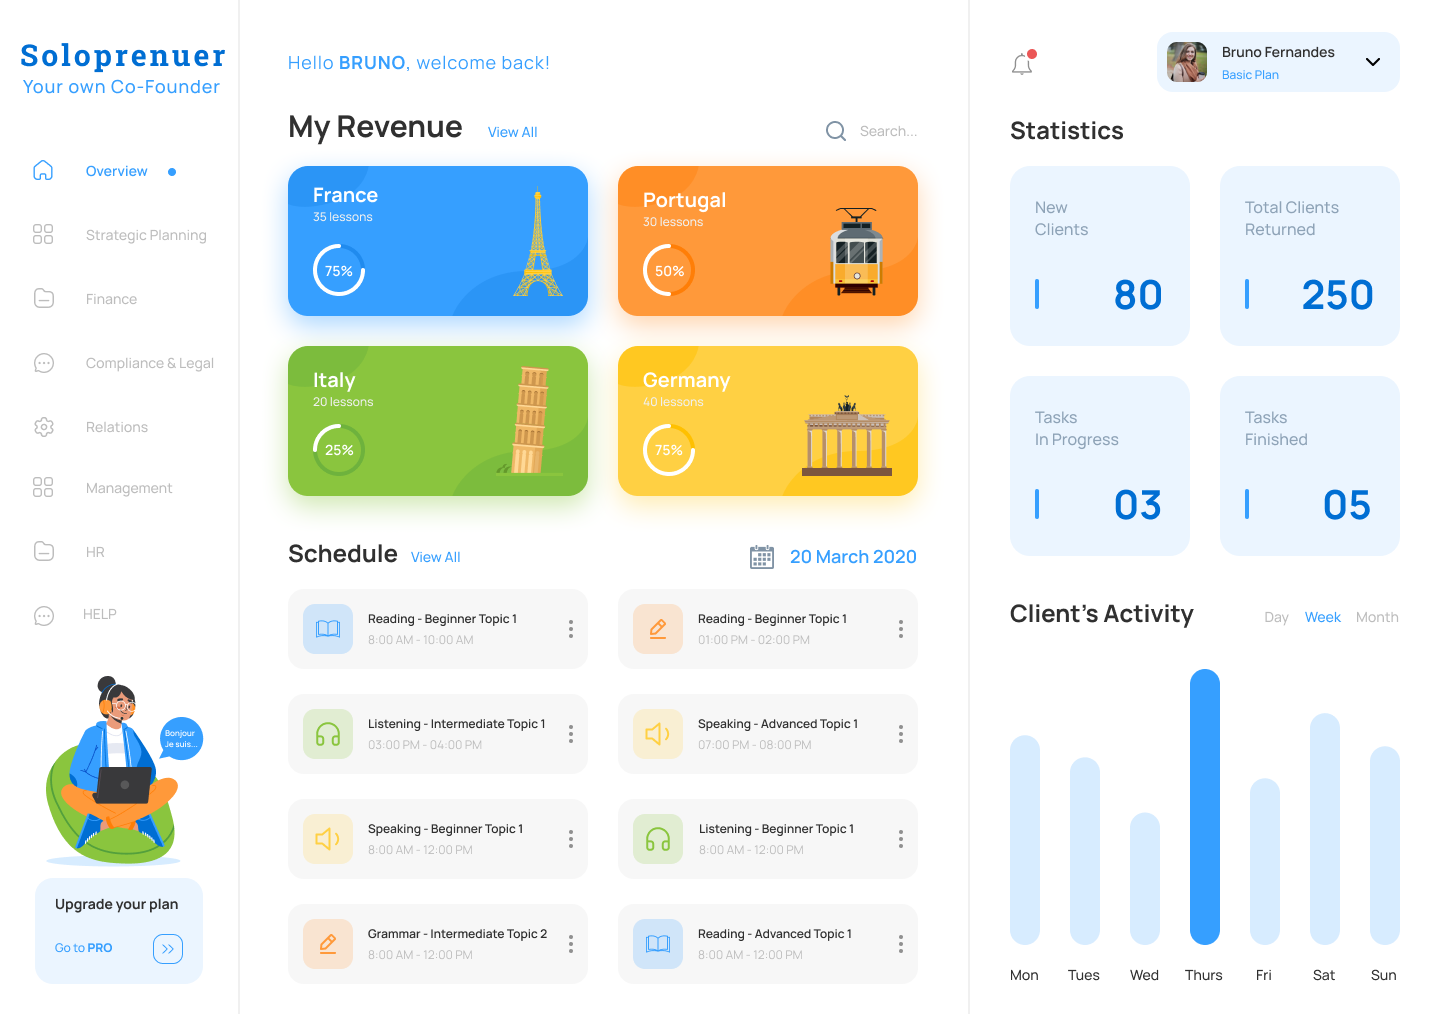 Soloprenuer
Your own Co-Founder
Overview
Strategic Planning
Finance
Compliance & Legal
Relations
Management
HR
HELP
Bonjour
Je suis...
Upgrade your plan
Go to PRO
Hello BRUNO, welcome back!
My Revenue
View All
Search...
France
35 lessons
75%
Portugal
30 lessons
50%
Italy
20 lessons
25%
Germany
40 lessons
75%
Schedule
View All
20 March 2020
Reading - Beginner Topic 1
8:00 AM - 10:00 AM
Reading - Beginner Topic 1
01:00 PM - 02:00 PM
Listening - Intermediate Topic 1
03:00 PM - 04:00 PM
Speaking - Advanced Topic 1
07:00 PM - 08:00 PM
Speaking - Beginner Topic 1
8:00 AM - 12:00 PM
Listening - Beginner Topic 1
8:00 AM - 12:00 PM
Grammar - Intermediate Topic 2
8:00 AM - 12:00 PM
Reading - Advanced Topic 1
8:00 AM - 12:00 PM
Bruno Fernandes
Basic Plan
Statistics
New
Clients
80
Total Clients
Returned
250
Tasks
In Progress
03
Tasks
Finished
05
Client's Activity
Day
Week
Month
Mon
Tues
Wed
Thurs
Fri
Sat
Sun